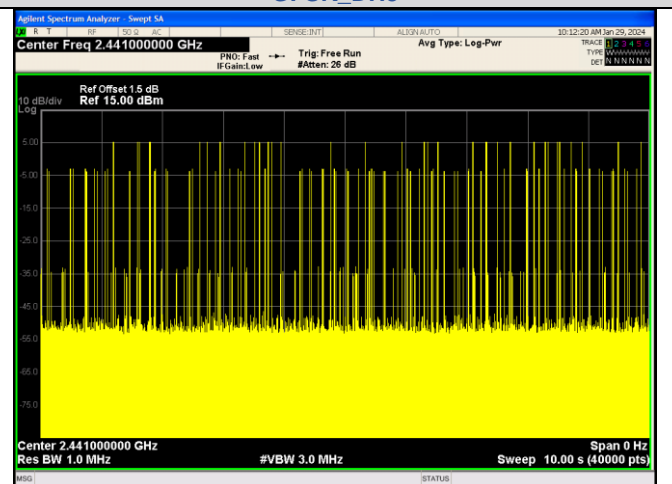 Agilent Spectrum Analyzer - Swept SA
R T RF 50 Ω AC SENSE:INT ALIGN AUTO 10:12:20 AM Jan 29, 2024
Center Freq 2.441000000 GHz Avg Type: Log-Pwr TRACE 1 2 3 4 5 6
PNO: Fast Trig: Free Run TYPE
IFGain:Low #Atten: 26 dB DET N N N N N N
Ref Offset 1.5 dB
10 dB/div Ref 15.00 dBm
Log
5.00
-5.00
-15.0
-25.0
-35.0
-45.0
-55.0
-65.0
-75.0
Center 2.441000000 GHz Span 0 Hz
Res BW 1.0 MHz #VBW 3.0 MHz Sweep 10.00 s (40000 pts)
MSG STATUS